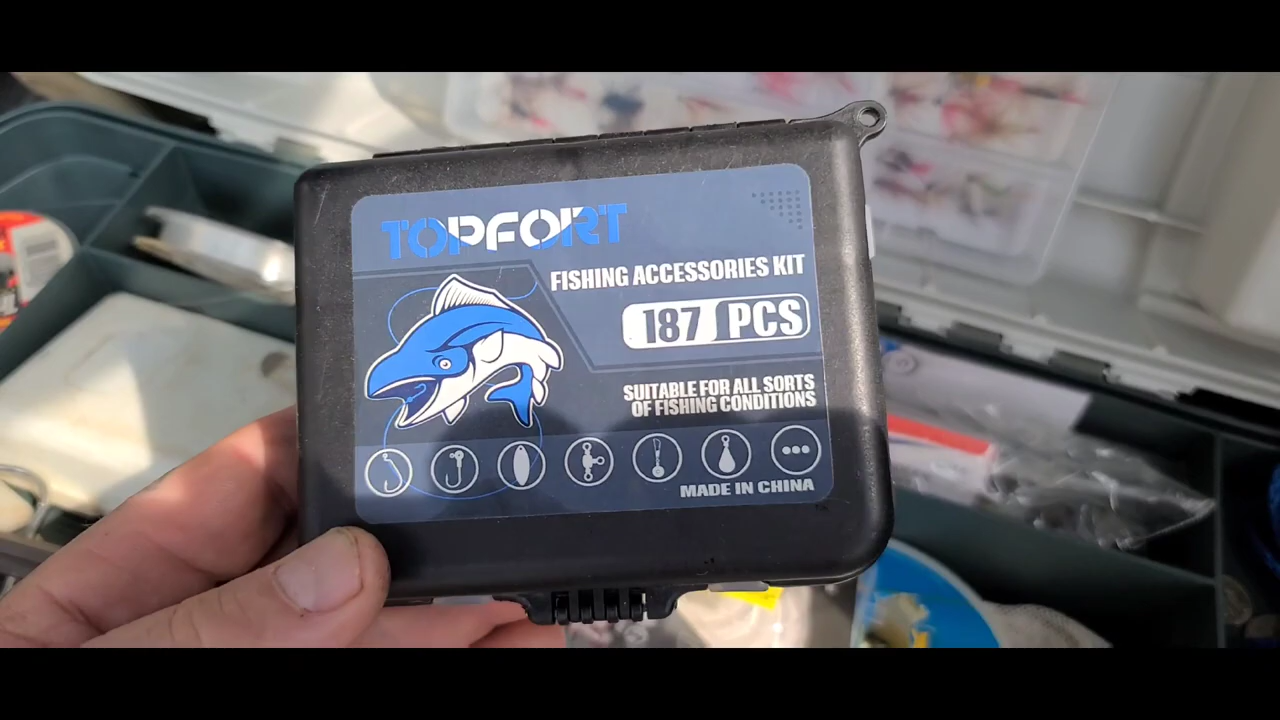 TOPFORT
FISHING ACCESSORIES KIT
187 PCS
SUITABLE FOR ALL SORTS
OF FISHING CONDITIONS
MADE IN CHINA